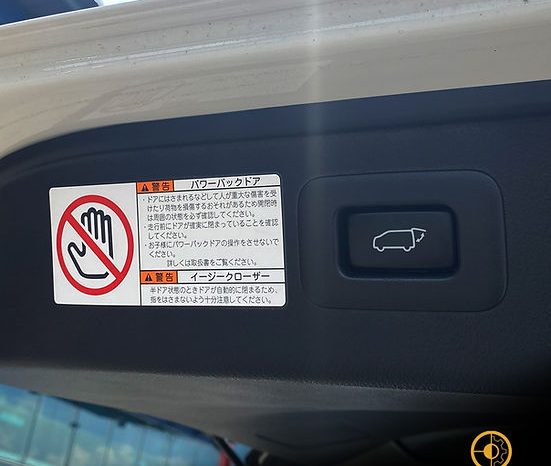 警告 パワーバックドア
・ドアにはさまれるなどして人が重大な傷害を受
けたり荷物を損傷するおそれがあるため開閉時
は周囲の状態を必ず確認してください。
・走行前にドアが確実に閉まっていることを確認
してください。
・お子様にパワーバックドアの操作をさせないで
ください。
詳しくは取扱書をご覧ください。
警告 イージークローザー
半ドア状態のときドアが自動的に閉まるため、
指をはさまないよう十分注意してください。